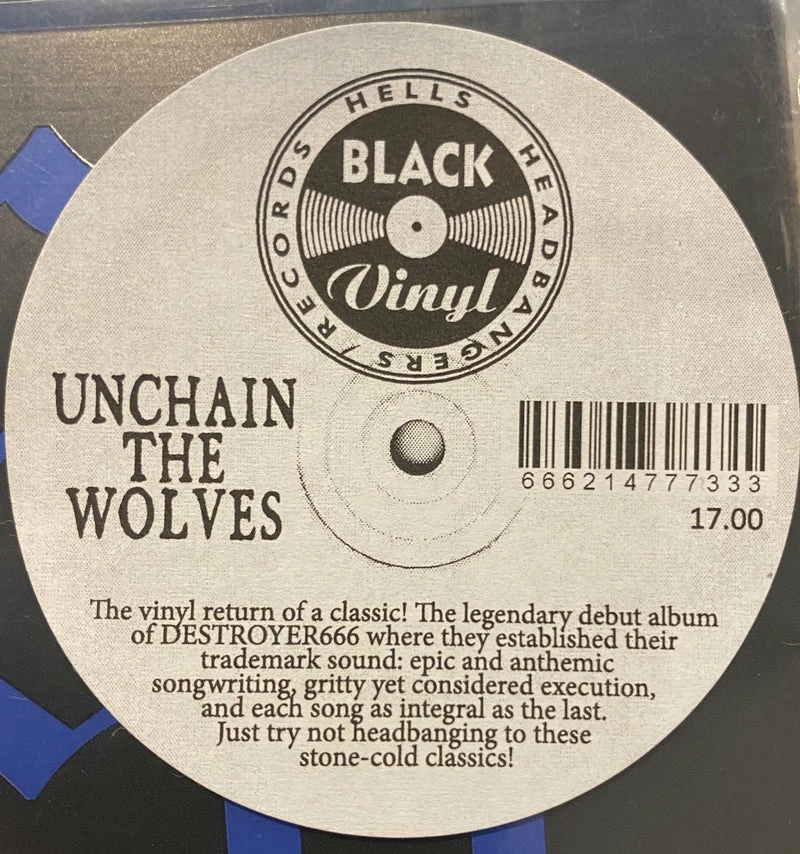 HELLS HEADBANGERS / RECORDS
BLACK
Vinyl
UNCHAIN
THE
WOLVES
666214777333
17.00
The vinyl return of a classic! The legendary debut album
of DESTROYER666 where they established their
trademark sound: epic and anthemic
songwriting, gritty yet considered execution,
and each song as integral as the last.
Just try not headbanging to these
stone-cold classics!